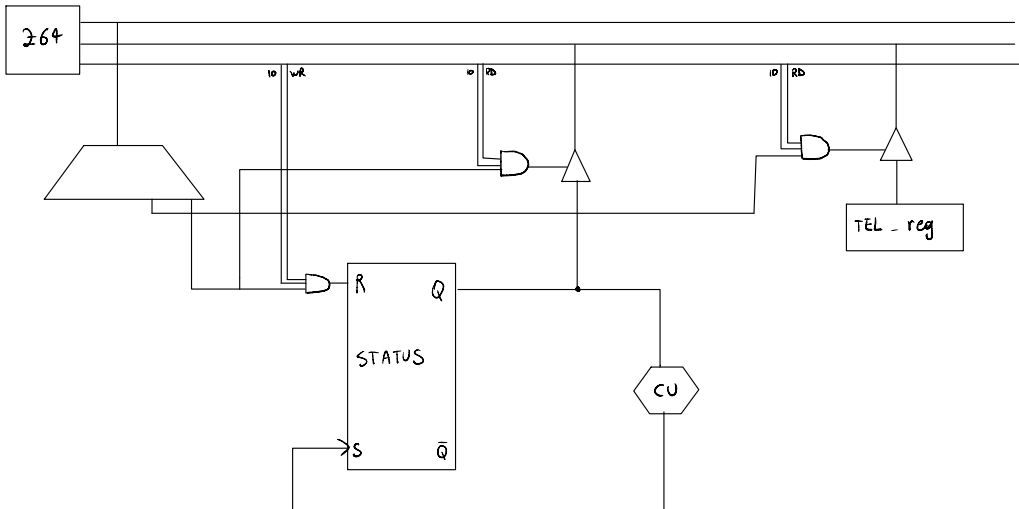 Z64
IO WR
IO RD
IO RD
TEL_reg
R
Q
STATUS
CU
S
Q̄